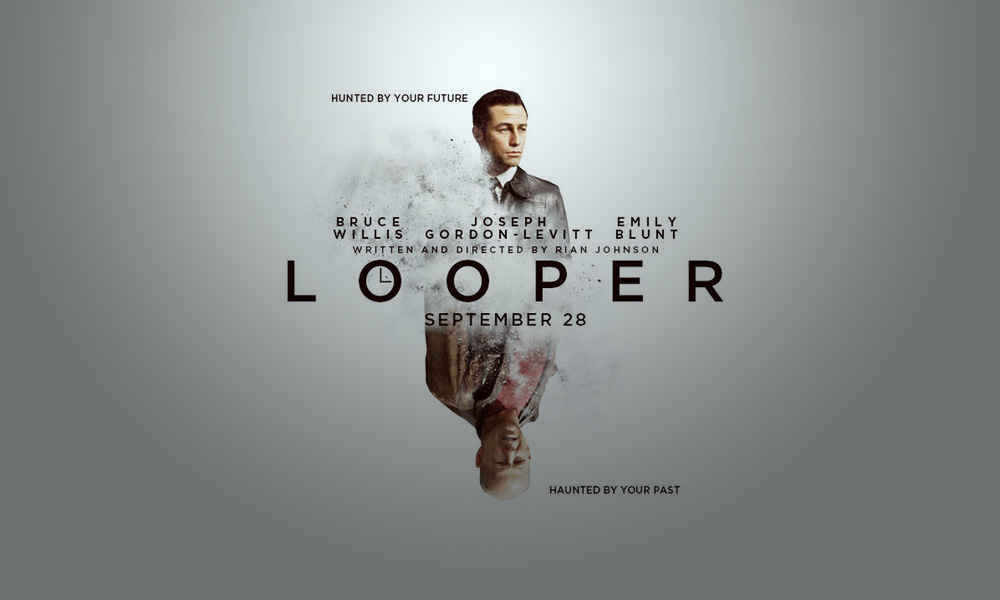 HUNTED BY YOUR FUTURE
BRUCE WILLIS
JOSEPH GORDON-LEVITT
EMILY BLUNT
WRITTEN AND DIRECTED BY RIAN JOHNSON
LOOPER
SEPTEMBER 28
HAUNTED BY YOUR PAST